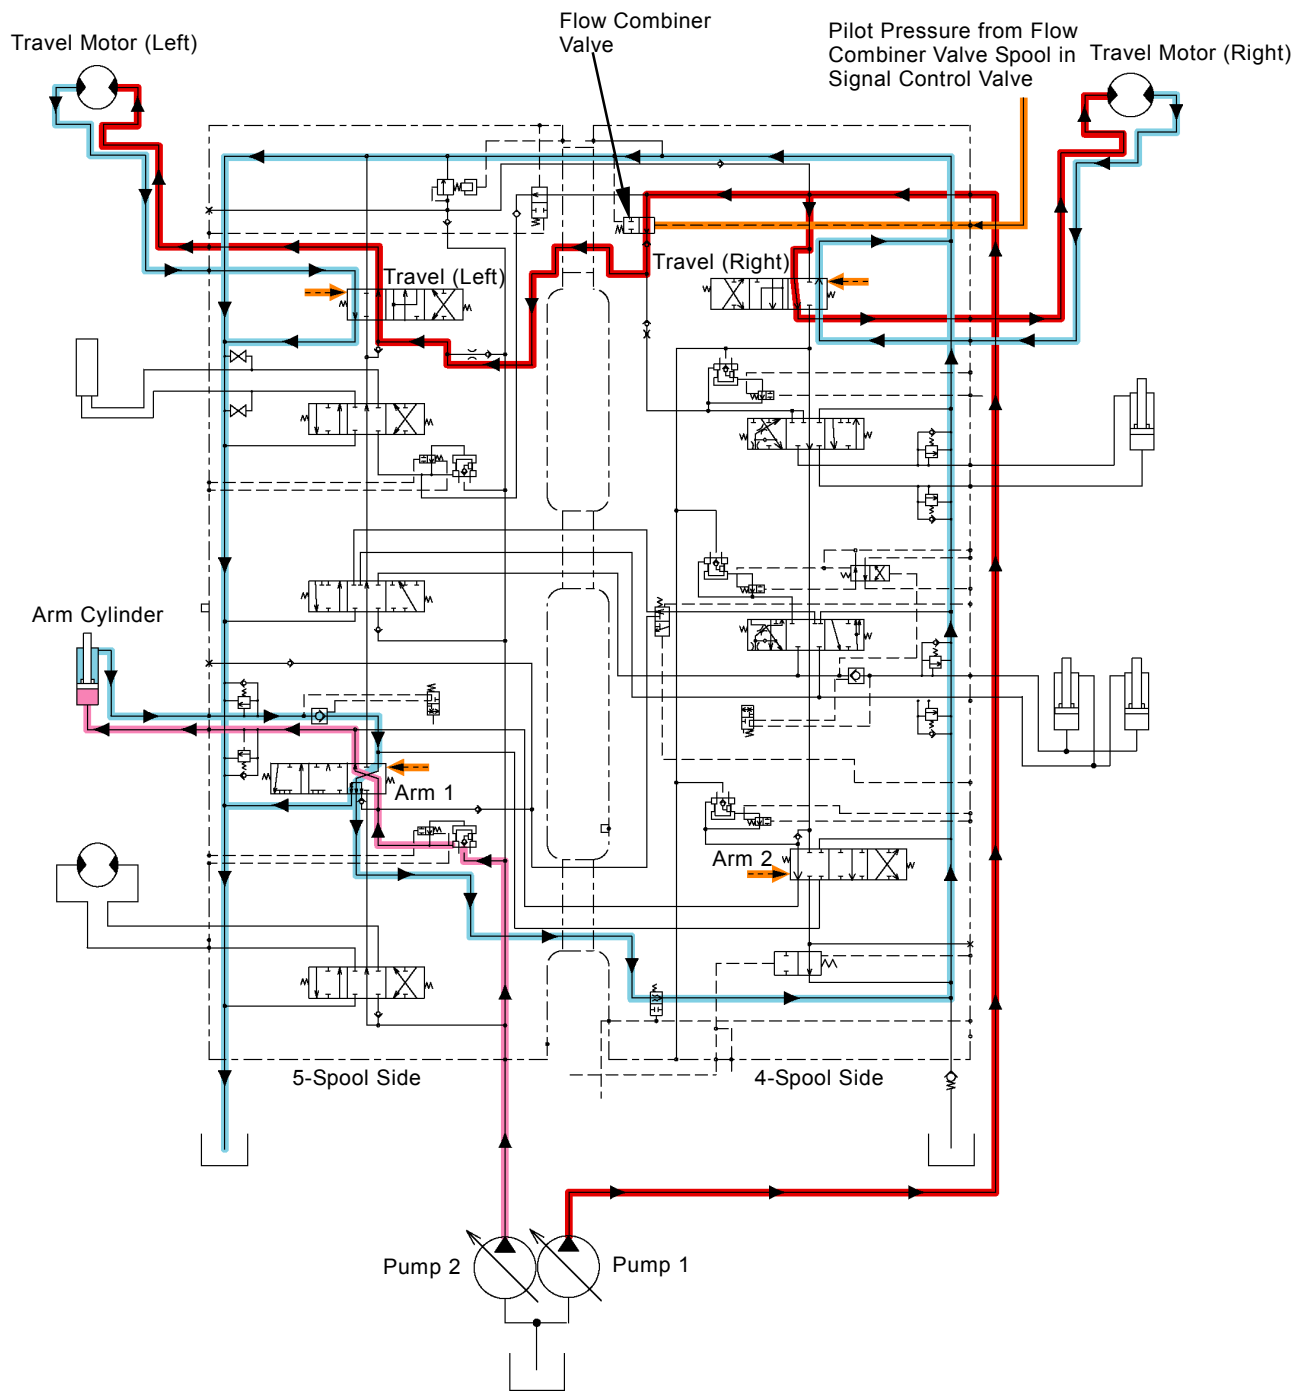 Flow Combiner
Valve
Pilot Pressure from Flow
Combiner Valve Spool in
Signal Control Valve
Travel Motor (Left)
Travel Motor (Right)
Travel (Left)
Travel (Right)
Arm Cylinder
Arm 1
Arm 2
5-Spool Side
4-Spool Side
Pump 2
Pump 1